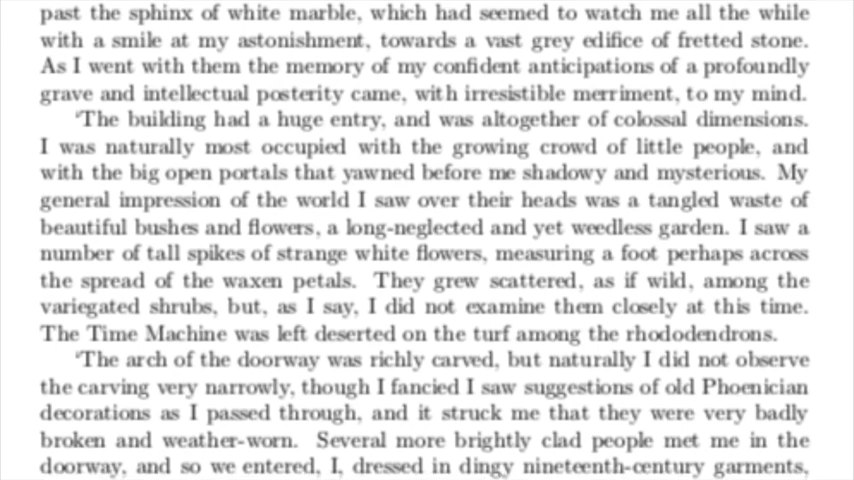 past the sphinx of white marble, which had seemed to watch me all the while
with a smile at my astonishment, towards a vast grey edifice of fretted stone.
As I went with them the memory of my confident anticipations of a profoundly
grave and intellectual posterity came, with irresistible merriment, to my mind.
‘The building had a huge entry, and was altogether of colossal dimensions.
I was naturally most occupied with the growing crowd of little people, and
with the big open portals that yawned before me shadowy and mysterious. My
general impression of the world I saw over their heads was a tangled waste of
beautiful bushes and flowers, a long-neglected and yet weedless garden. I saw a
number of tall spikes of strange white flowers, measuring a foot perhaps across
the spread of the waxen petals. They grew scattered, as if wild, among the
variegated shrubs, but, as I say, I did not examine them closely at this time.
The Time Machine was left deserted on the turf among the rhododendrons.
‘The arch of the doorway was richly carved, but naturally I did not observe
the carving very narrowly, though I fancied I saw suggestions of old Phoenician
decorations as I passed through, and it struck me that they were very badly
broken and weather-worn. Several more brightly clad people met me in the
doorway, and so we entered, I, dressed in dingy nineteenth-century garments,